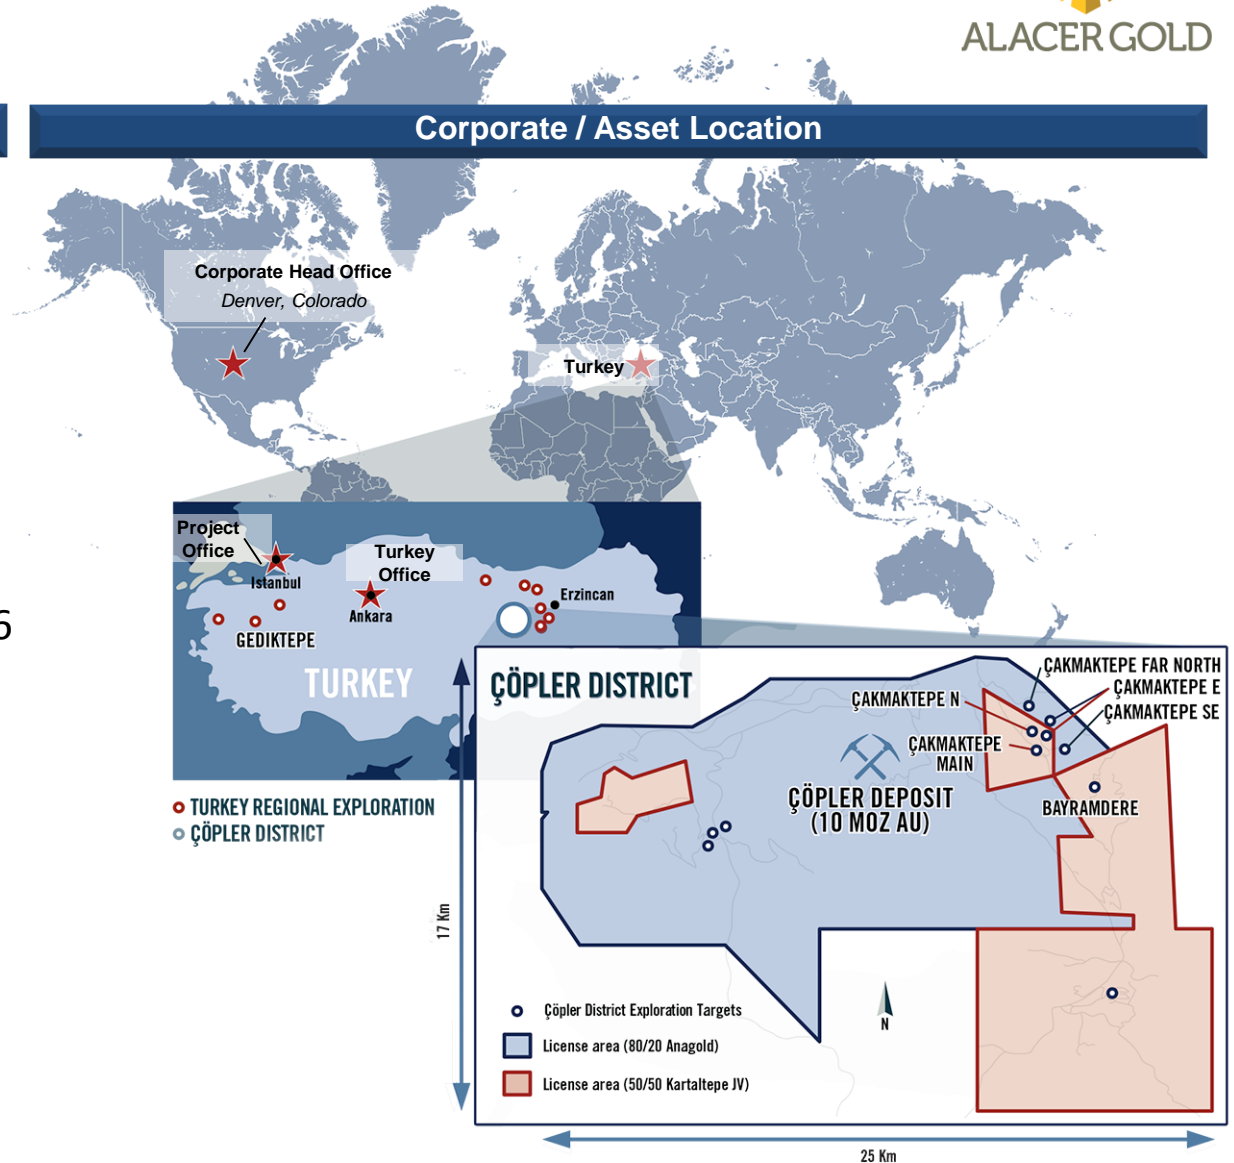 ALACER GOLD
Corporate / Asset Location
Corporate Head Office
Denver, Colorado
Turkey
Project
Office
Istanbul
Turkey
Office
Ankara
Erzincan
GEDIKTEPE
TURKEY
6
TURKEY REGIONAL EXPLORATION
ÇÖPLER DISTRICT
ÇÖPLER DISTRICT
ÇAKMAKTEPE FAR NORTH
ÇAKMAKTEPE E
ÇAKMAKTEPE N
ÇAKMAKTEPE SE
ÇAKMAKTEPE
MAIN
ÇÖPLER DEPOSIT
(10 MOZ AU)
BAYRAMDERE
17 Km
N
Çöpler District Exploration Targets
License area (80/20 Anagold)
License area (50/50 Kartaltepe JV)
25 Km